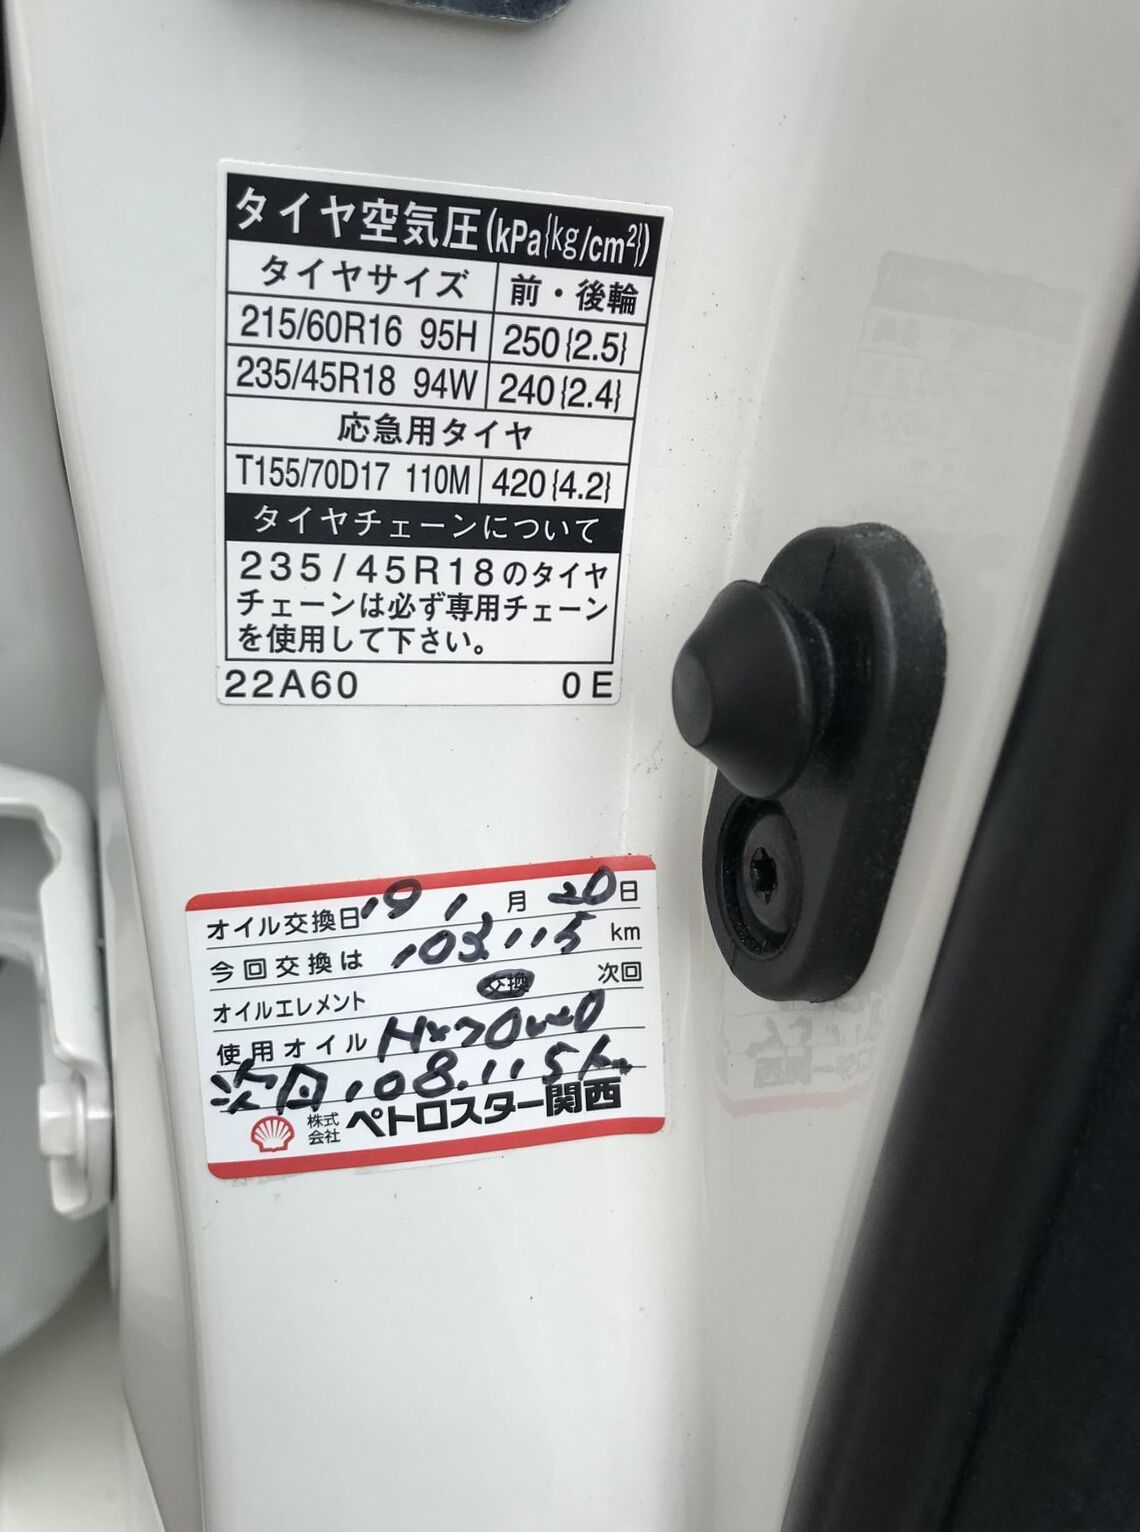 タイヤ空気圧(kPa{kg/cm²})
タイヤサイズ 前・後輪
215/60R16 95H 250{2.5}
235/45R18 94W 240{2.4}
応急用タイヤ
T155/70D17 110M 420{4.2}
タイヤチェーンについて
235/45R18のタイヤ
チェーンは必ず専用チェーン
を使用して下さい。
22A60 0E
オイル交換日 19 1 月 20 日
今回交換は 103,115 km
オイルエレメント 交換 次回
使用オイル
次回 108.115km
株式会社 ペトロスター関西